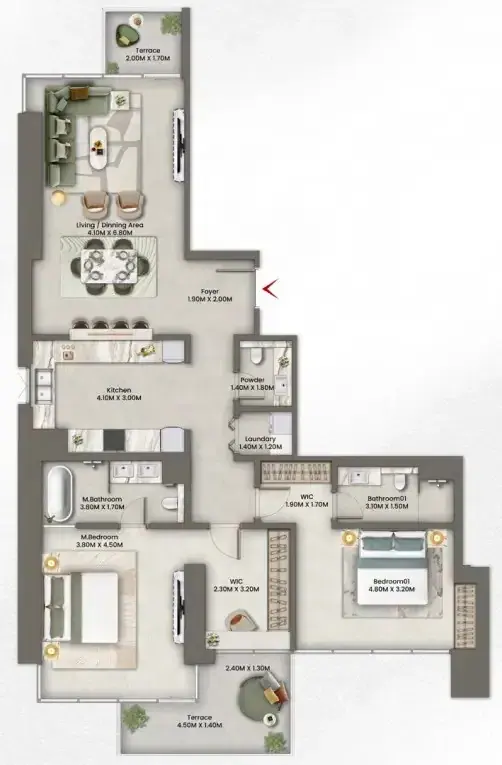 Terrace
2.00M X 1.70M
Living / Dinning Area
4.10M X 6.80M
Foyer
1.90M X 2.00M
Kitchen
4.10M X 3.00M
Powder
1.40M X 1.80M
Laundary
1.40M X 1.20M
M.Bathroom
3.80M X 1.70M
WIC
1.90M X 1.70M
Bathroom01
3.10M X 1.50M
M.Bedroom
3.80M X 4.50M
WIC
2.30M X 3.20M
Bedroom01
4.80M X 3.20M
2.40M X 1.30M
Terrace
4.50M X 1.40M